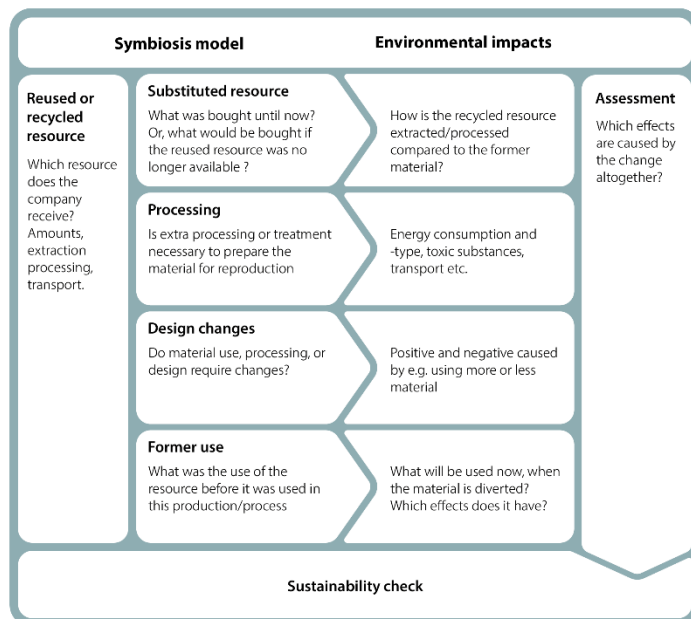 Symbiosis model
Environmental impacts
Reused or
recycled
resource
Which resource
does the
company
receive?
Amounts,
extraction
processing,
transport.
Substituted resource
What was bought until now?
Or, what would be bought if
the reused resource was no
longer available ?
How is the recycled resource
extracted/processed
compared to the former
material?
Processing
Is extra processing or treatment
necessary to prepare the
material for reproduction
Energy consumption and
-type, toxic substances,
transport etc.
Design changes
Do material use, processing, or
design require changes?
Positive and negative caused
by e.g. using more or less
material
Former use
What was the use of the
resource before it was used in
this production/process
What will be used now, when
the material is diverted?
Which effects does it have?
Assessment
Which effects
are caused by
the change
altogether?
Sustainability check